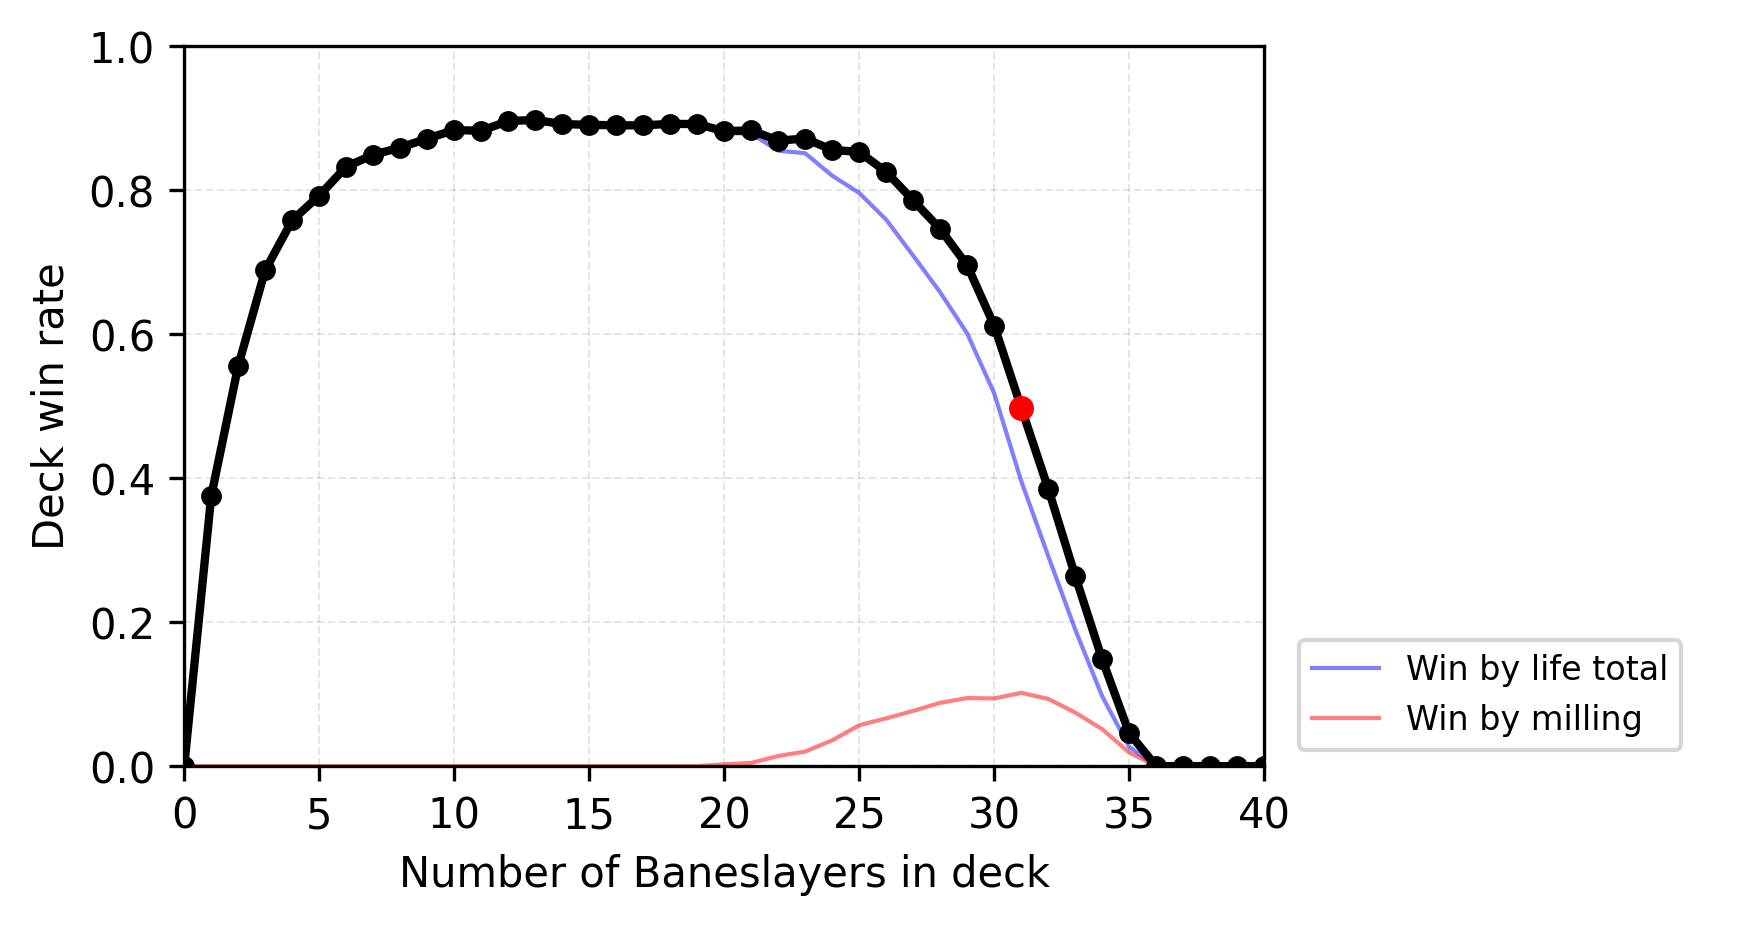 1.0
0.8
0.6
0.4
0.2
0.0
Deck win rate
0 5 10 15 20 25 30 35 40
Number of Baneslayers in deck
Win by life total
Win by milling